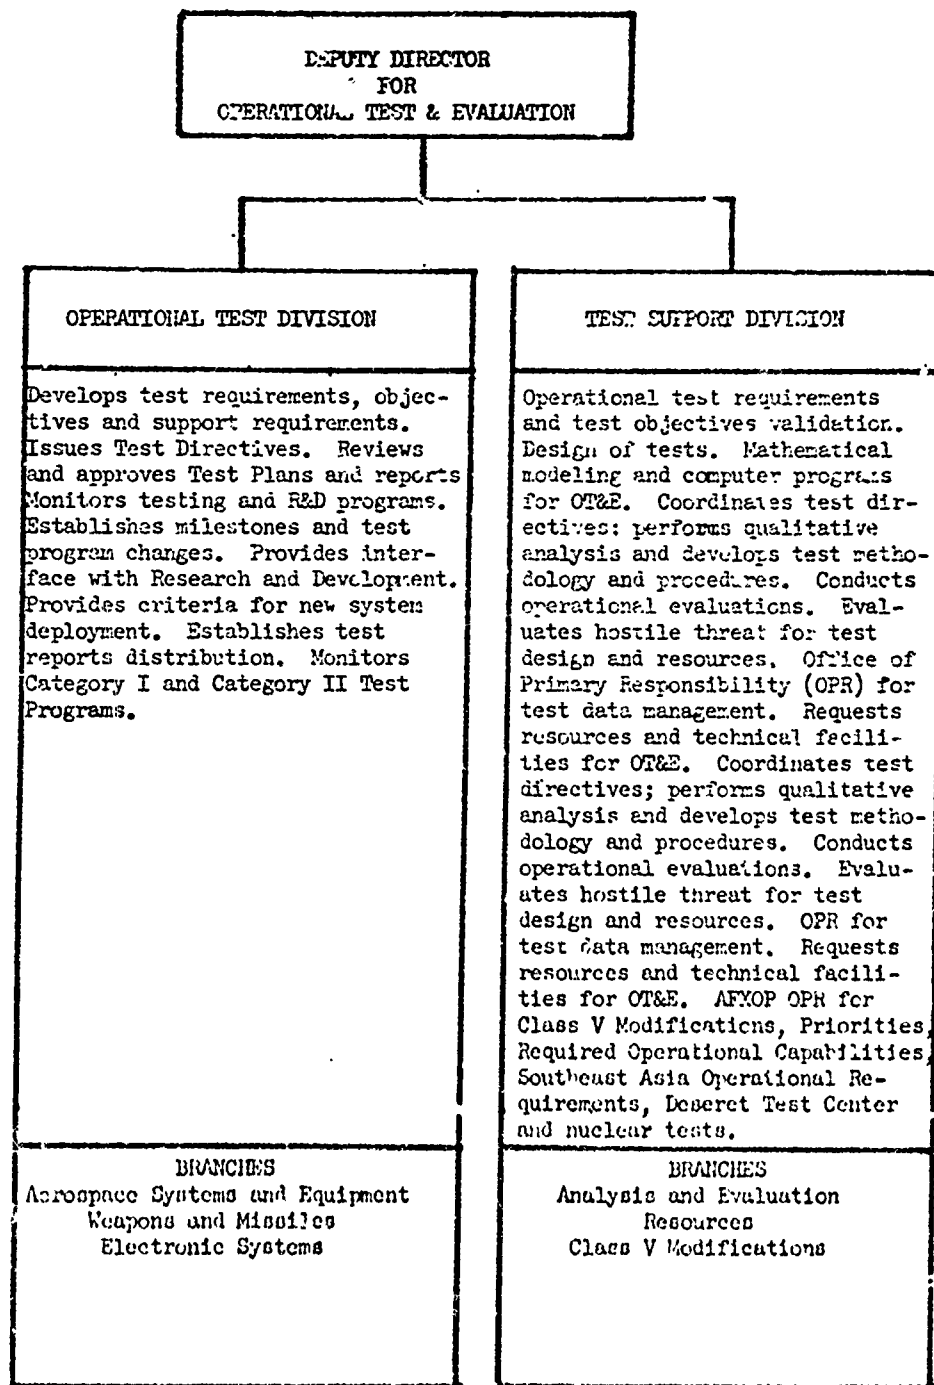 DEPUTY DIRECTOR
FOR
OPERATIONAL TEST & EVALUATION
OPERATIONAL TEST DIVISION
Develops test requirements, objec-
tives and support requirements.
Issues Test Directives. Reviews
and approves Test Plans and reports
Monitors testing and R&D programs.
Establishes milestones and test
program changes. Provides inter-
face with Research and Development.
Provides criteria for new system
deployment. Establishes test
reports distribution. Monitors
Category I and Category II Test
Programs.
BRANCHES
Aerospace Systems and Equipment
Weapons and Missiles
Electronic Systems
TEST SUPPORT DIVISION
Operational test requirements
and test objectives validation.
Design of tests. Mathematical
modeling and computer programs
for OT&E. Coordinates test dir-
ectives; performs qualitative
analysis and develops test metho-
dology and procedures. Conducts
operational evaluations. Eval-
uates hostile threat for test
design and resources. Office of
Primary Responsibility (OPR) for
test data management. Requests
resources and technical facili-
ties for OT&E. Coordinates test
directives; performs qualitative
analysis and develops test metho-
dology and procedures. Conducts
operational evaluations. Evalu-
ates hostile threat for test
design and resources. OPR for
test data management. Requests
resources and technical facili-
ties for OT&E. AFXOP OPR for
Class V Modifications, Priorities,
Required Operational Capabilities,
Southeast Asia Operational Re-
quirements, Deseret Test Center
and nuclear tests.
BRANCHES
Analysis and Evaluation
Resources
Class V Modifications